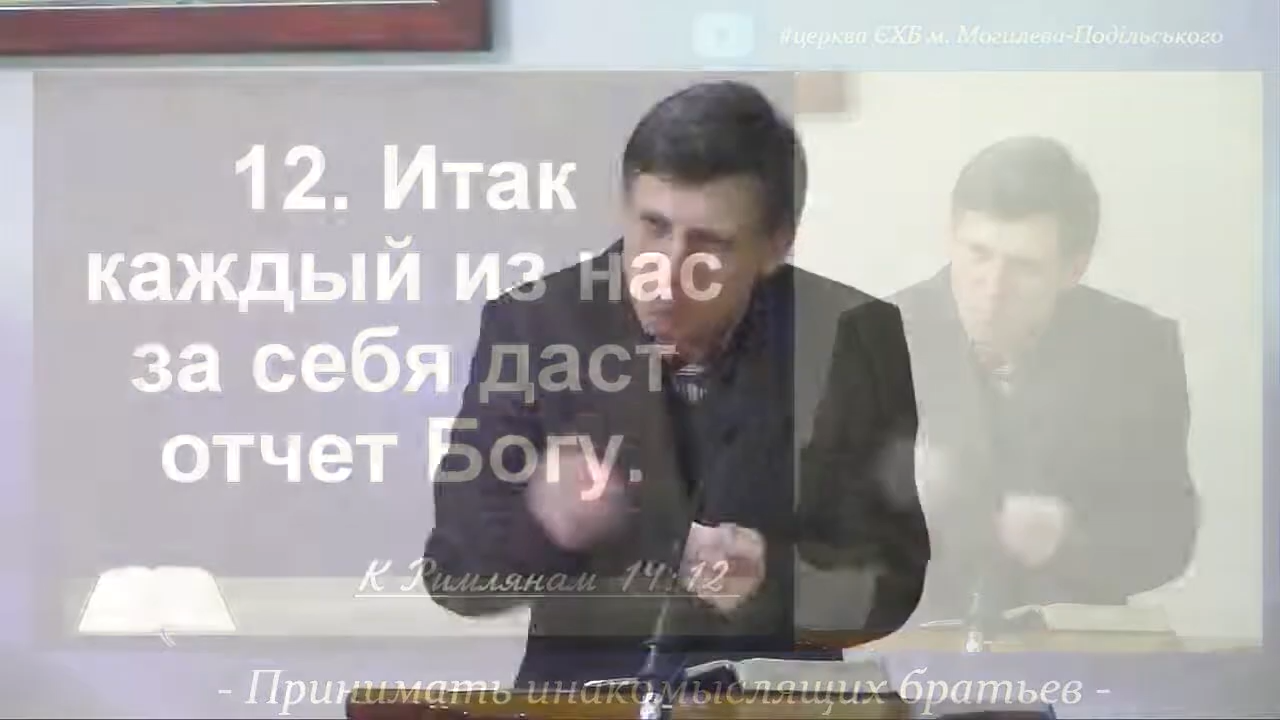 #церква ЄХБ м. Могилева-Подільського
12. Итак
каждый из нас
за себя даст
отчет Богу.
К Римлянам 14:12
- Принимать инакомыслящих братьев -